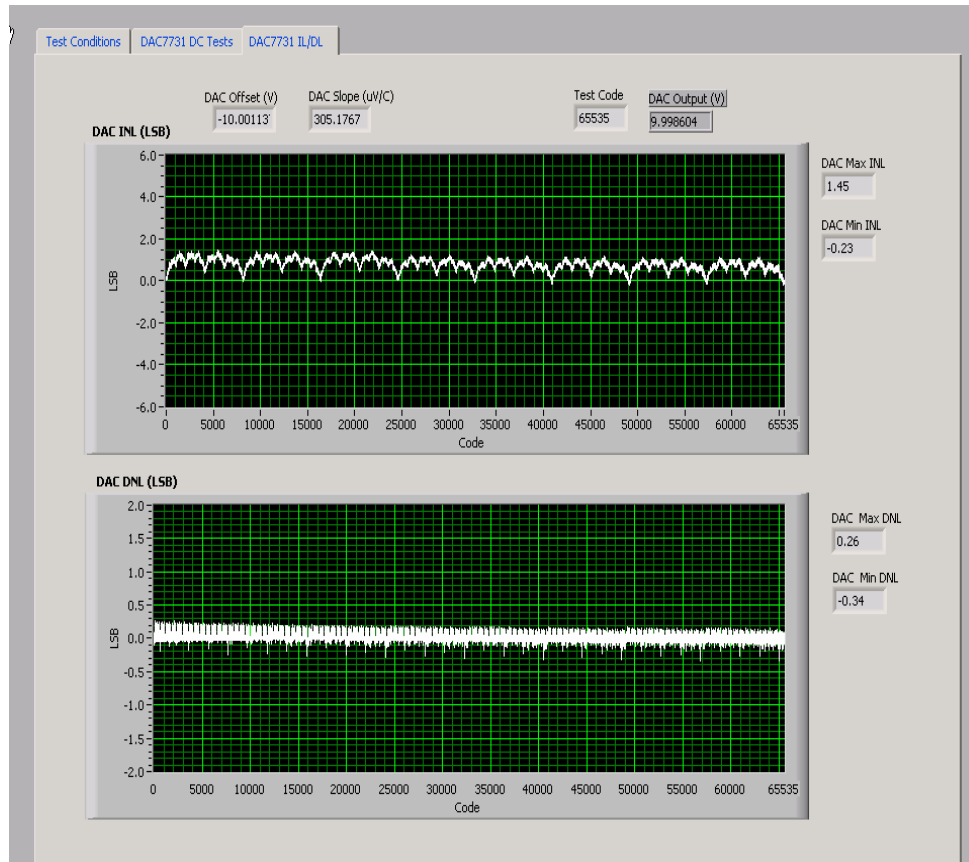 Test Conditions DAC7731 DC Tests DAC7731 IL/DL
DAC Offset (V) DAC Slope (uV/C) Test Code DAC Output (V)
-10.00113 305.1767 65535 9.998604
DAC INL (LSB)
6.0
4.0
2.0
0.0
-2.0
-4.0
-6.0
LSB
0 5000 10000 15000 20000 25000 30000 35000 40000 45000 50000 55000 60000 65535
Code
DAC Max INL
1.45
DAC Min INL
-0.23
DAC DNL (LSB)
2.0
1.5
1.0
0.5
0.0
-0.5
-1.0
-1.5
-2.0
LSB
0 5000 10000 15000 20000 25000 30000 35000 40000 45000 50000 55000 60000 65535
Code
DAC Max DNL
0.26
DAC Min DNL
-0.34